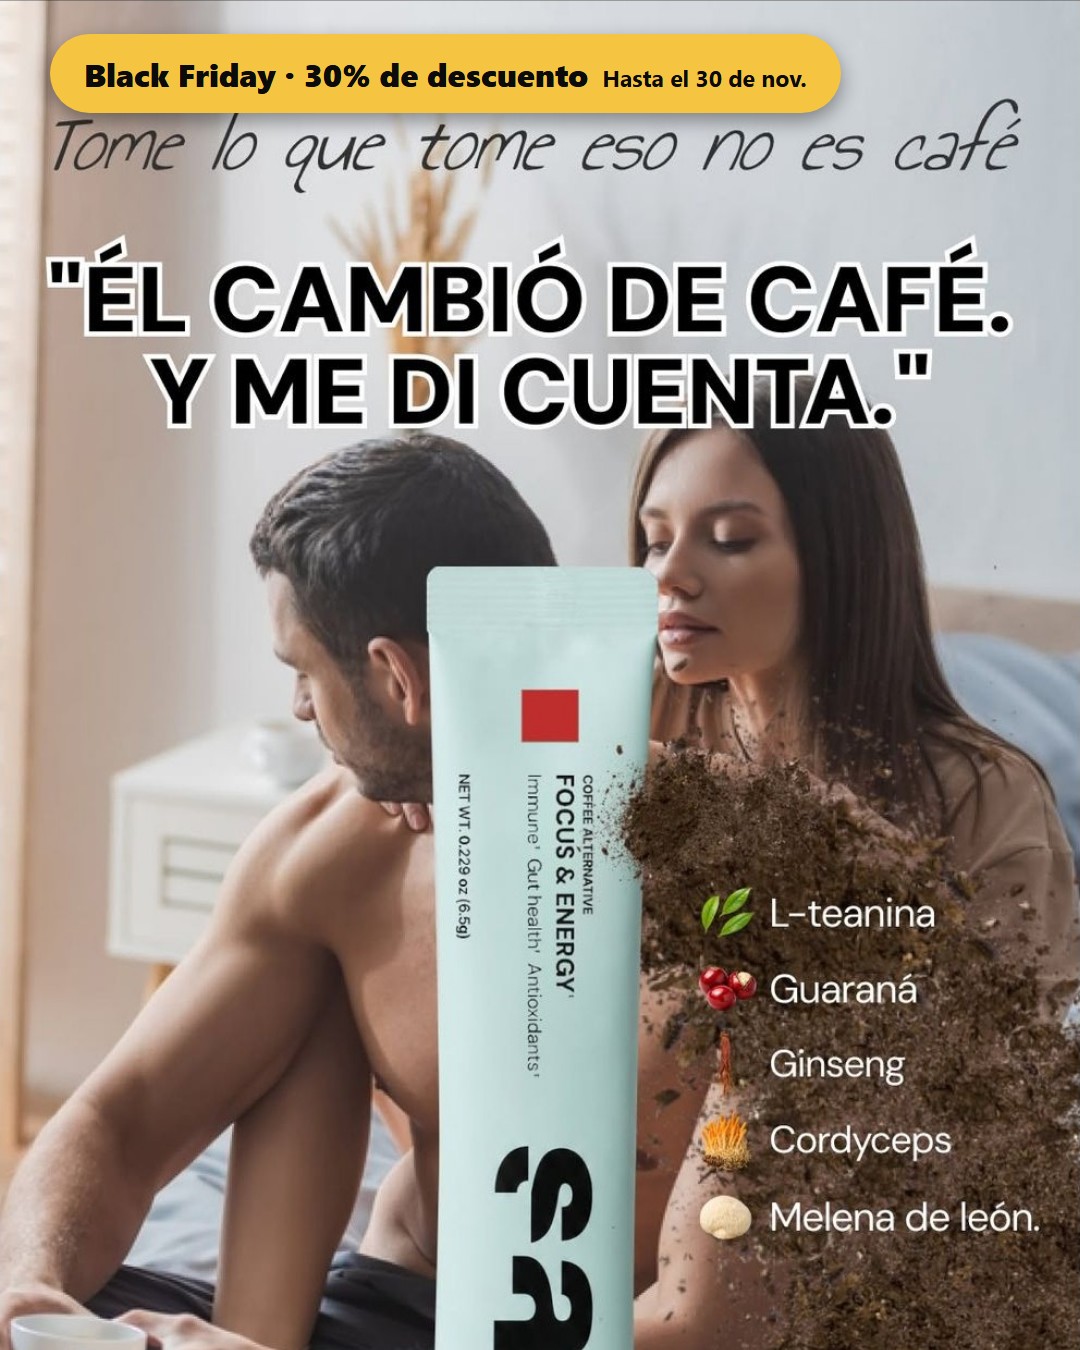 Black Friday · 30% de descuento Hasta el 30 de nov.
Tome lo que tome eso no es café
"ÉL CAMBIÓ DE CAFÉ.
Y ME DI CUENTA."
COFFEE ALTERNATIVE
FOCUS & ENERGY'
Immune' Gut health' Antioxidants'
NET WT. 0.229 oz (6.5g)
L-teanina
Guaraná
Ginseng
Cordyceps
Melena de león.